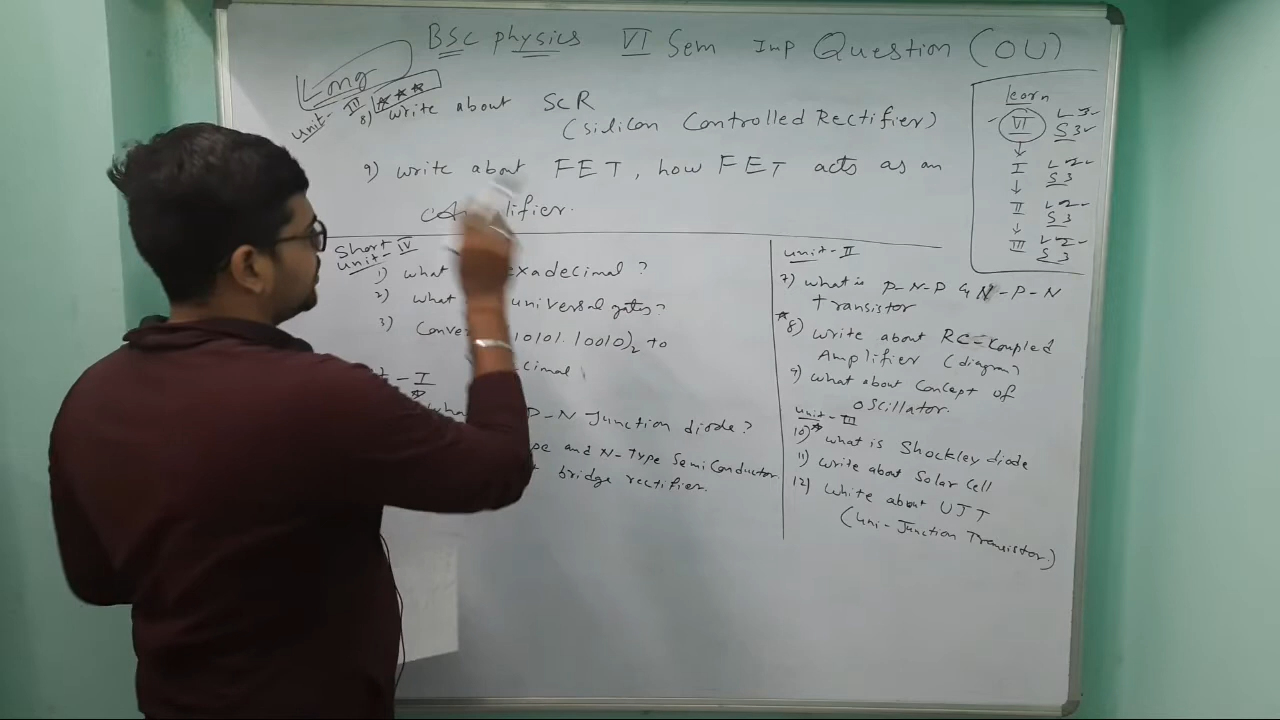 BSC physics VI Sem Imp Question (OU)
Long
unit-III
8) ★★★ write about SCR
(Silicon Controlled Rectifier)
9) write about FET, how FET acts as an
lifier.
Short
unit-IV
1) what exadecimal ?
2) what universal gates?
3) Conver 10101.10010)2 to
cimal
- I
P-N Junction diode?
pe and N-Type SemiConductor
bridge rectifier.
unit-II
7) what is P-N-P & N-P-N
transistor
*8) write about RC-Koupled
Amplifier (diagram)
9) what about Concept of
oscillator.
unit-III
10)* what is Shockley diode
11) write about Solar Cell
12) write about UJT
(Uni-Junction Transistor)
learn
VI L-3-
S 3-
↓
I L-2-
S 3
↓
II L-2-
S 3
↓
III L-2-
S 3-